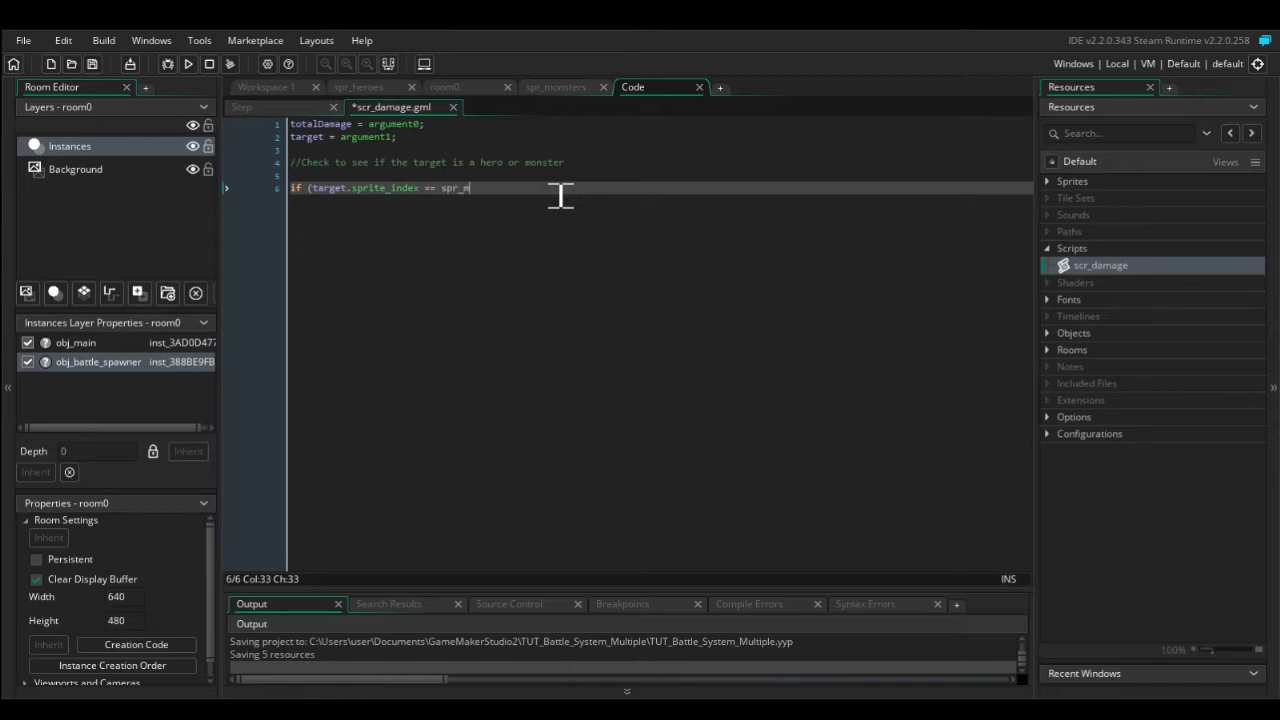 File Edit Build Windows Tools Marketplace Layouts Help
IDE v2.2.0.343 Steam Runtime v2.2.0.258
Windows | Local | VM | Default | default
Room Editor
Workspace 1 spr_heroes room0 spr_monsters Code
Resources
Layers - room0
Step *scr_damage.gml
Resources
Instances
Background
1 totalDamage = argument0;
2 target = argument1;
3
4 //Check to see if the target is a hero or monster
5
6 if (target.sprite_index == spr_m
Search...
Default Views
Sprites
Tile Sets
Sounds
Paths
Scripts
scr_damage
Shaders
Fonts
Timelines
Objects
Rooms
Notes
Included Files
Extensions
Options
Configurations
Instances Layer Properties - room0
obj_main inst_3AD0D477
obj_battle_spawner inst_388BE9FB
Depth 0 Inherit
Inherit
Properties - room0
Room Settings
Inherit
Persistent
Clear Display Buffer
Width 640
Height 480
Inherit Creation Code
Instance Creation Order
Viewports and Cameras
6/6 Col:33 Ch:33 INS
Output Search Results Source Control Breakpoints Compile Errors Syntax Errors
Output
Saving project to: C:\Users\user\Documents\GameMakerStudio2\TUT_Battle_System_Multiple\TUT_Battle_System_Multiple.yyp
Saving 5 resources
100%
Recent Windows